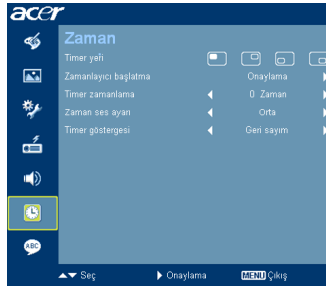 acer
Zaman
Timer yeri
Zamanlayıcı başlatma Onaylama
Timer zamanlama 0 Zaman
Zaman ses ayarı Orta
Timer göstergesi Geri sayım
ABC
Seç Onaylama MENU Çıkış